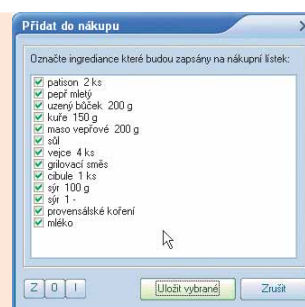 Přidat do nákupu
Označte ingrediance které budou zapsány na nákupní lístek:
patison 2 ks
pepř mletý
uzený bůček 200 g
kuře 150 g
maso vepřové 200 g
sůl
vejce 4 ks
grilovací směs
cibule 1 ks
sýr 100 g
sýr 1 -
provensálské koření
mléko
Z O I Uložit vybrané Zrušit